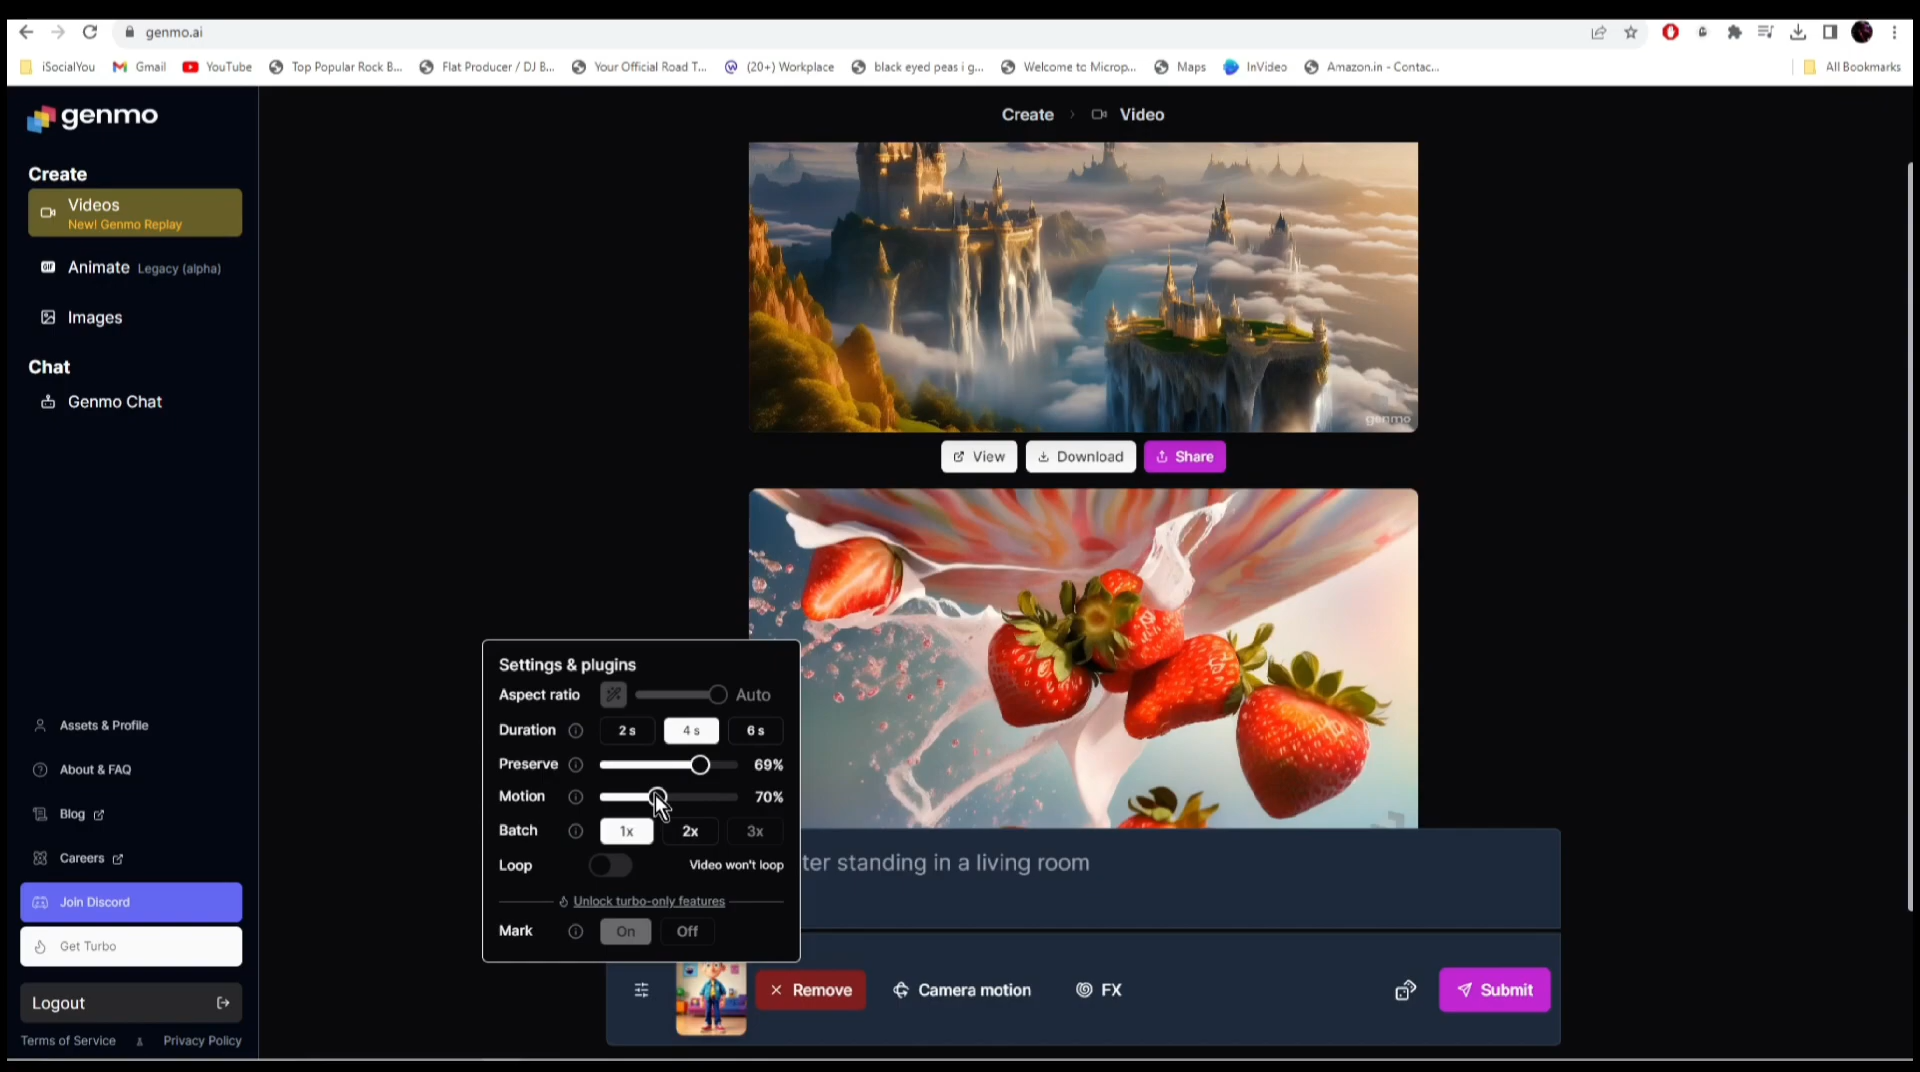 genmo.ai
iSocialYou
Gmail
YouTube
Top Popular Rock B...
Flat Producer / DJ B...
Your Official Road T...
(20+) Workplace
black eyed peas i g...
Welcome to Microp...
Maps
InVideo
Amazon.in - Contac...
All Bookmarks
genmo
Create
Videos
New! Genmo Replay
Animate Legacy (alpha)
Images
Chat
Genmo Chat
Assets & Profile
About & FAQ
Blog
Careers
Join Discord
Get Turbo
Logout
Terms of Service
Privacy Policy
Create > Video
genmo
View
Download
Share
Settings & plugins
Aspect ratio Auto
Duration 2 s 4 s 6 s
Preserve 69%
Motion 70%
Batch 1x 2x 3x
Loop Video won't loop
Unlock turbo-only features
Mark On Off
ter standing in a living room
Remove
Camera motion
FX
Submit